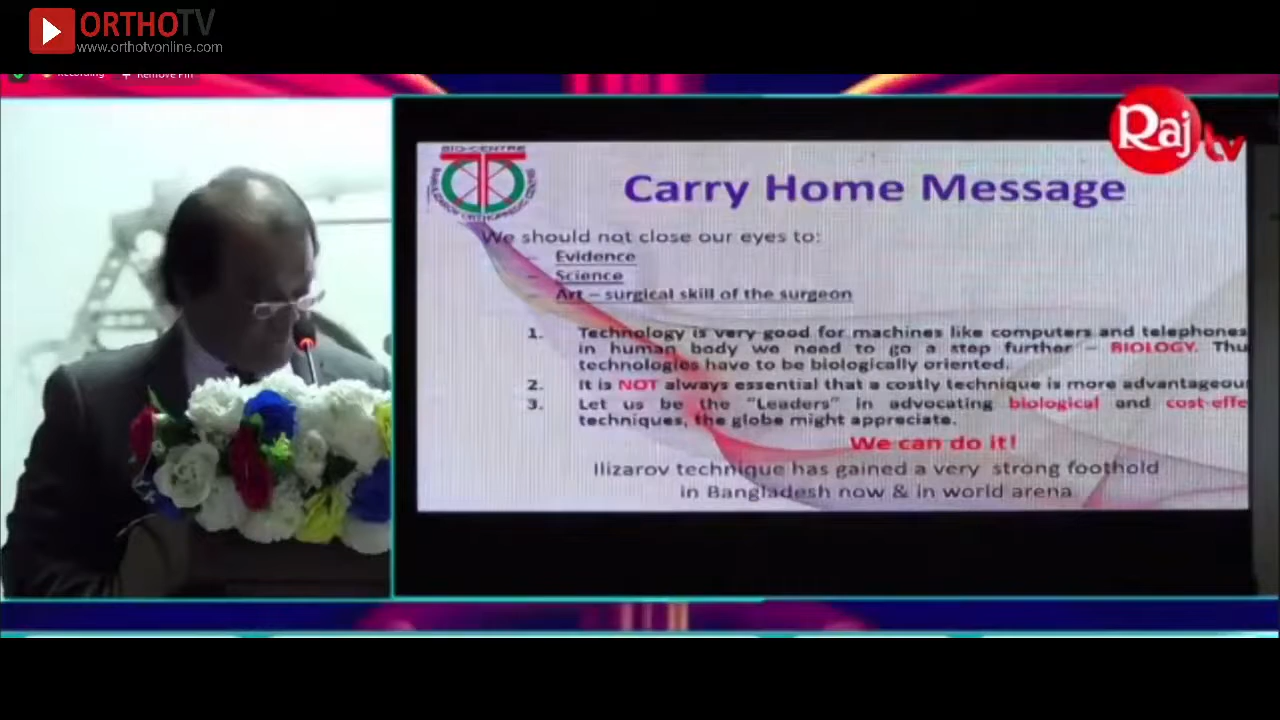 ORTHOTV
www.orthotvonline.com
Recording Remove Pin
Raj tv
BIO-CENTRE
Carry Home Message
We should not close our eyes to:
– Evidence
– Science
– Art – surgical skill of the surgeon
1. Technology is very good for machines like computers and telephones
in human body we need to go a step further – BIOLOGY. Thu
technologies have to be biologically oriented.
2. It is NOT always essential that a costly technique is more advantageou
3. Let us be the "Leaders" in advocating biological and cost-effe
techniques, the globe might appreciate.
We can do it!
Ilizarov technique has gained a very strong foothold
in Bangladesh now & in world arena